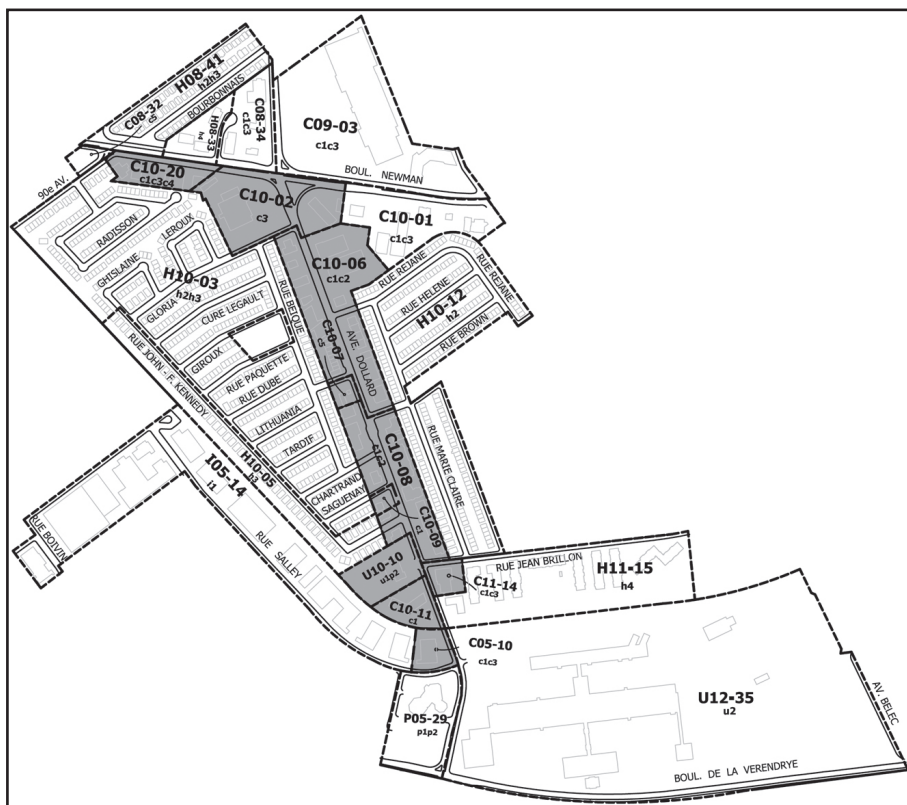 H08-41
h2h3
C08-32
c5
BOURBONNAIS
H08-33
h4
C08-34
c1c3
C09-03
c1c3
BOUL. NEWMAN
90e AV.
C10-20
c1c3c4
C10-02
c3
C10-01
c1c3
RADISSON
LEROUX
GHISLAINE
H10-03
h2h3
GLORIA
CURE LEGAULT
GIROUX
RUE BEIQUE
C10-06
c1c2
RUE REJANE
RUE REJANE
RUE HELENE
H10-12
h2
RUE BROWN
C10-07
c5
AVE. DOLLARD
RUE JOHN - F. KENNEDY
RUE PAQUETTE
RUE DUBE
LITHUANIA
TARDIF
H10-05
h3
CHARTRAND
SAGUENAY
C10-08
c1c2
RUE MARIE CLAIRE
C10-09
c1
I05-14
i1
RUE BOIVIN
RUE SALLEY
U10-10
u1p2
RUE JEAN BRILLON
C11-14
c1c3
H11-15
h4
C10-11
c1
C05-10
c1c3
P05-29
p1p2
U12-35
u2
AV. BELEC
BOUL. DE LA VERENDRYE